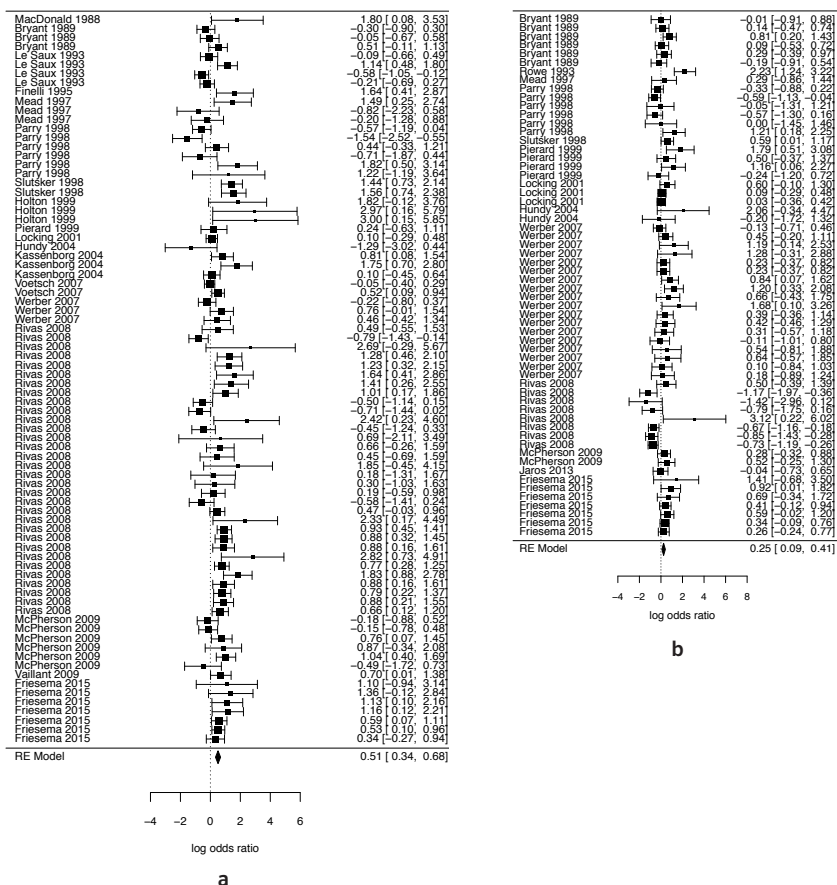 MacDonald 1988 1.80 [ 0.08, 3.53]
Bryant 1989 −0.30 [−0.90, 0.30]
Bryant 1989 −0.05 [−0.67, 0.58]
Bryant 1989 0.51 [−0.11, 1.13]
Le Saux 1993 −0.09 [−0.66, 0.49]
Le Saux 1993 1.14 [ 0.48, 1.80]
Le Saux 1993 −0.58 [−1.05, −0.12]
Le Saux 1993 −0.21 [−0.69, 0.27]
Finelli 1995 1.64 [ 0.41, 2.87]
Mead 1997 1.49 [ 0.25, 2.74]
Mead 1997 −0.82 [−2.23, 0.58]
Mead 1997 −0.20 [−1.28, 0.88]
Parry 1998 −0.57 [−1.19, 0.04]
Parry 1998 −1.54 [−2.52, −0.55]
Parry 1998 0.44 [−0.33, 1.21]
Parry 1998 −0.71 [−1.87, 0.44]
Parry 1998 1.82 [ 0.50, 3.14]
Parry 1998 1.22 [−1.19, 3.64]
Slutsker 1998 1.44 [ 0.73, 2.14]
Slutsker 1998 1.56 [ 0.74, 2.38]
Holton 1999 1.82 [−0.12, 3.76]
Holton 1999 2.97 [ 0.16, 5.79]
Holton 1999 3.00 [ 0.15, 5.85]
Pierard 1999 0.24 [−0.63, 1.11]
Locking 2001 0.10 [−0.29, 0.48]
Hundy 2004 −1.29 [−3.02, 0.44]
Kassenborg 2004 0.81 [ 0.08, 1.54]
Kassenborg 2004 1.75 [ 0.70, 2.80]
Kassenborg 2004 0.10 [−0.45, 0.64]
Voetsch 2007 −0.05 [−0.40, 0.29]
Voetsch 2007 0.52 [ 0.09, 0.94]
Werber 2007 −0.22 [−0.80, 0.37]
Werber 2007 0.76 [−0.01, 1.54]
Werber 2007 0.46 [−0.42, 1.34]
Rivas 2008 0.49 [−0.55, 1.53]
Rivas 2008 −0.79 [−1.43, −0.14]
Rivas 2008 2.69 [−0.29, 5.67]
Rivas 2008 1.28 [ 0.46, 2.10]
Rivas 2008 1.23 [ 0.32, 2.15]
Rivas 2008 1.64 [ 0.41, 2.86]
Rivas 2008 1.41 [ 0.26, 2.55]
Rivas 2008 1.01 [ 0.17, 1.86]
Rivas 2008 −0.50 [−1.14, 0.15]
Rivas 2008 −0.71 [−1.44, 0.02]
Rivas 2008 2.42 [ 0.23, 4.60]
Rivas 2008 −0.45 [−1.24, 0.33]
Rivas 2008 0.69 [−2.11, 3.49]
Rivas 2008 0.66 [−0.26, 1.59]
Rivas 2008 0.45 [−0.69, 1.59]
Rivas 2008 1.85 [−0.45, 4.15]
Rivas 2008 0.18 [−1.31, 1.67]
Rivas 2008 0.30 [−1.03, 1.63]
Rivas 2008 0.19 [−0.59, 0.98]
Rivas 2008 −0.58 [−1.41, 0.24]
Rivas 2008 0.47 [−0.03, 0.96]
Rivas 2008 2.33 [ 0.17, 4.49]
Rivas 2008 0.93 [ 0.45, 1.41]
Rivas 2008 0.88 [ 0.32, 1.45]
Rivas 2008 0.88 [ 0.16, 1.61]
Rivas 2008 2.82 [ 0.73, 4.91]
Rivas 2008 0.77 [ 0.28, 1.25]
Rivas 2008 1.83 [ 0.88, 2.78]
Rivas 2008 0.88 [ 0.16, 1.61]
Rivas 2008 0.79 [ 0.22, 1.37]
Rivas 2008 0.88 [ 0.21, 1.55]
Rivas 2008 0.66 [ 0.12, 1.20]
McPherson 2009 −0.18 [−0.88, 0.52]
McPherson 2009 −0.15 [−0.78, 0.48]
McPherson 2009 0.76 [ 0.07, 1.45]
McPherson 2009 0.87 [−0.34, 2.08]
McPherson 2009 1.04 [ 0.40, 1.69]
McPherson 2009 −0.49 [−1.72, 0.73]
Vaillant 2009 0.70 [ 0.01, 1.38]
Friesema 2015 1.10 [−0.94, 3.14]
Friesema 2015 1.36 [−0.12, 2.84]
Friesema 2015 1.13 [ 0.10, 2.16]
Friesema 2015 1.16 [ 0.12, 2.21]
Friesema 2015 0.59 [ 0.07, 1.11]
Friesema 2015 0.53 [ 0.10, 0.96]
Friesema 2015 0.34 [−0.27, 0.94]
RE Model 0.51 [ 0.34, 0.68]
−4 −2 0 2 4 6
log odds ratio
a
Bryant 1989 −0.01 [−0.91, 0.88]
Bryant 1989 0.14 [−0.47, 0.74]
Bryant 1989 0.81 [ 0.20, 1.43]
Bryant 1989 0.09 [−0.53, 0.72]
Bryant 1989 0.29 [−0.39, 0.97]
Bryant 1989 −0.19 [−0.91, 0.54]
Rowe 1993 2.23 [ 1.24, 3.22]
Mead 1997 0.29 [−0.86, 1.44]
Parry 1998 −0.33 [−0.88, 0.22]
Parry 1998 −0.59 [−1.13, −0.04]
Parry 1998 −0.05 [−1.31, 1.21]
Parry 1998 −0.57 [−1.30, 0.16]
Parry 1998 0.00 [−1.45, 1.46]
Parry 1998 1.21 [ 0.18, 2.25]
Slutsker 1998 0.59 [ 0.01, 1.17]
Pierard 1999 1.79 [ 0.51, 3.08]
Pierard 1999 0.50 [−0.37, 1.37]
Pierard 1999 1.16 [ 0.06, 2.27]
Pierard 1999 −0.24 [−1.20, 0.72]
Locking 2001 0.60 [−0.10, 1.30]
Locking 2001 0.09 [−0.29, 0.48]
Locking 2001 0.03 [−0.36, 0.42]
Hundy 2004 2.06 [−0.34, 4.47]
Hundy 2004 −0.20 [−1.72, 1.32]
Werber 2007 −0.13 [−0.71, 0.46]
Werber 2007 0.45 [−0.20, 1.11]
Werber 2007 1.19 [−0.14, 2.53]
Werber 2007 1.28 [−0.31, 2.88]
Werber 2007 0.23 [−0.37, 0.82]
Werber 2007 0.23 [−0.37, 0.82]
Werber 2007 0.84 [ 0.07, 1.62]
Werber 2007 1.20 [ 0.33, 2.08]
Werber 2007 0.66 [−0.43, 1.75]
Werber 2007 1.68 [ 0.10, 3.26]
Werber 2007 0.39 [−0.36, 1.14]
Werber 2007 0.42 [−0.46, 1.29]
Werber 2007 0.31 [−0.57, 1.18]
Werber 2007 −0.11 [−1.01, 0.80]
Werber 2007 0.54 [−0.81, 1.88]
Werber 2007 0.64 [−0.57, 1.85]
Werber 2007 0.10 [−0.84, 1.03]
Werber 2007 0.18 [−0.89, 1.24]
Rivas 2008 0.50 [−0.39, 1.39]
Rivas 2008 −1.17 [−1.97, −0.36]
Rivas 2008 −1.42 [−2.96, 0.12]
Rivas 2008 −0.79 [−1.75, 0.16]
Rivas 2008 3.12 [ 0.22, 6.02]
Rivas 2008 −0.67 [−1.16, −0.18]
Rivas 2008 −0.85 [−1.43, −0.28]
Rivas 2008 −0.73 [−1.19, −0.26]
McPherson 2009 0.28 [−0.32, 0.88]
McPherson 2009 0.52 [−0.25, 1.30]
Jaros 2013 −0.04 [−0.73, 0.65]
Friesema 2015 1.41 [−0.68, 3.50]
Friesema 2015 0.92 [ 0.01, 1.82]
Friesema 2015 0.69 [−0.34, 1.72]
Friesema 2015 0.41 [−0.12, 0.94]
Friesema 2015 0.59 [−0.02, 1.20]
Friesema 2015 0.34 [−0.09, 0.76]
Friesema 2015 0.26 [−0.24, 0.77]
RE Model 0.25 [ 0.09, 0.41]
−4 −2 0 2 4 6 8
log odds ratio
b